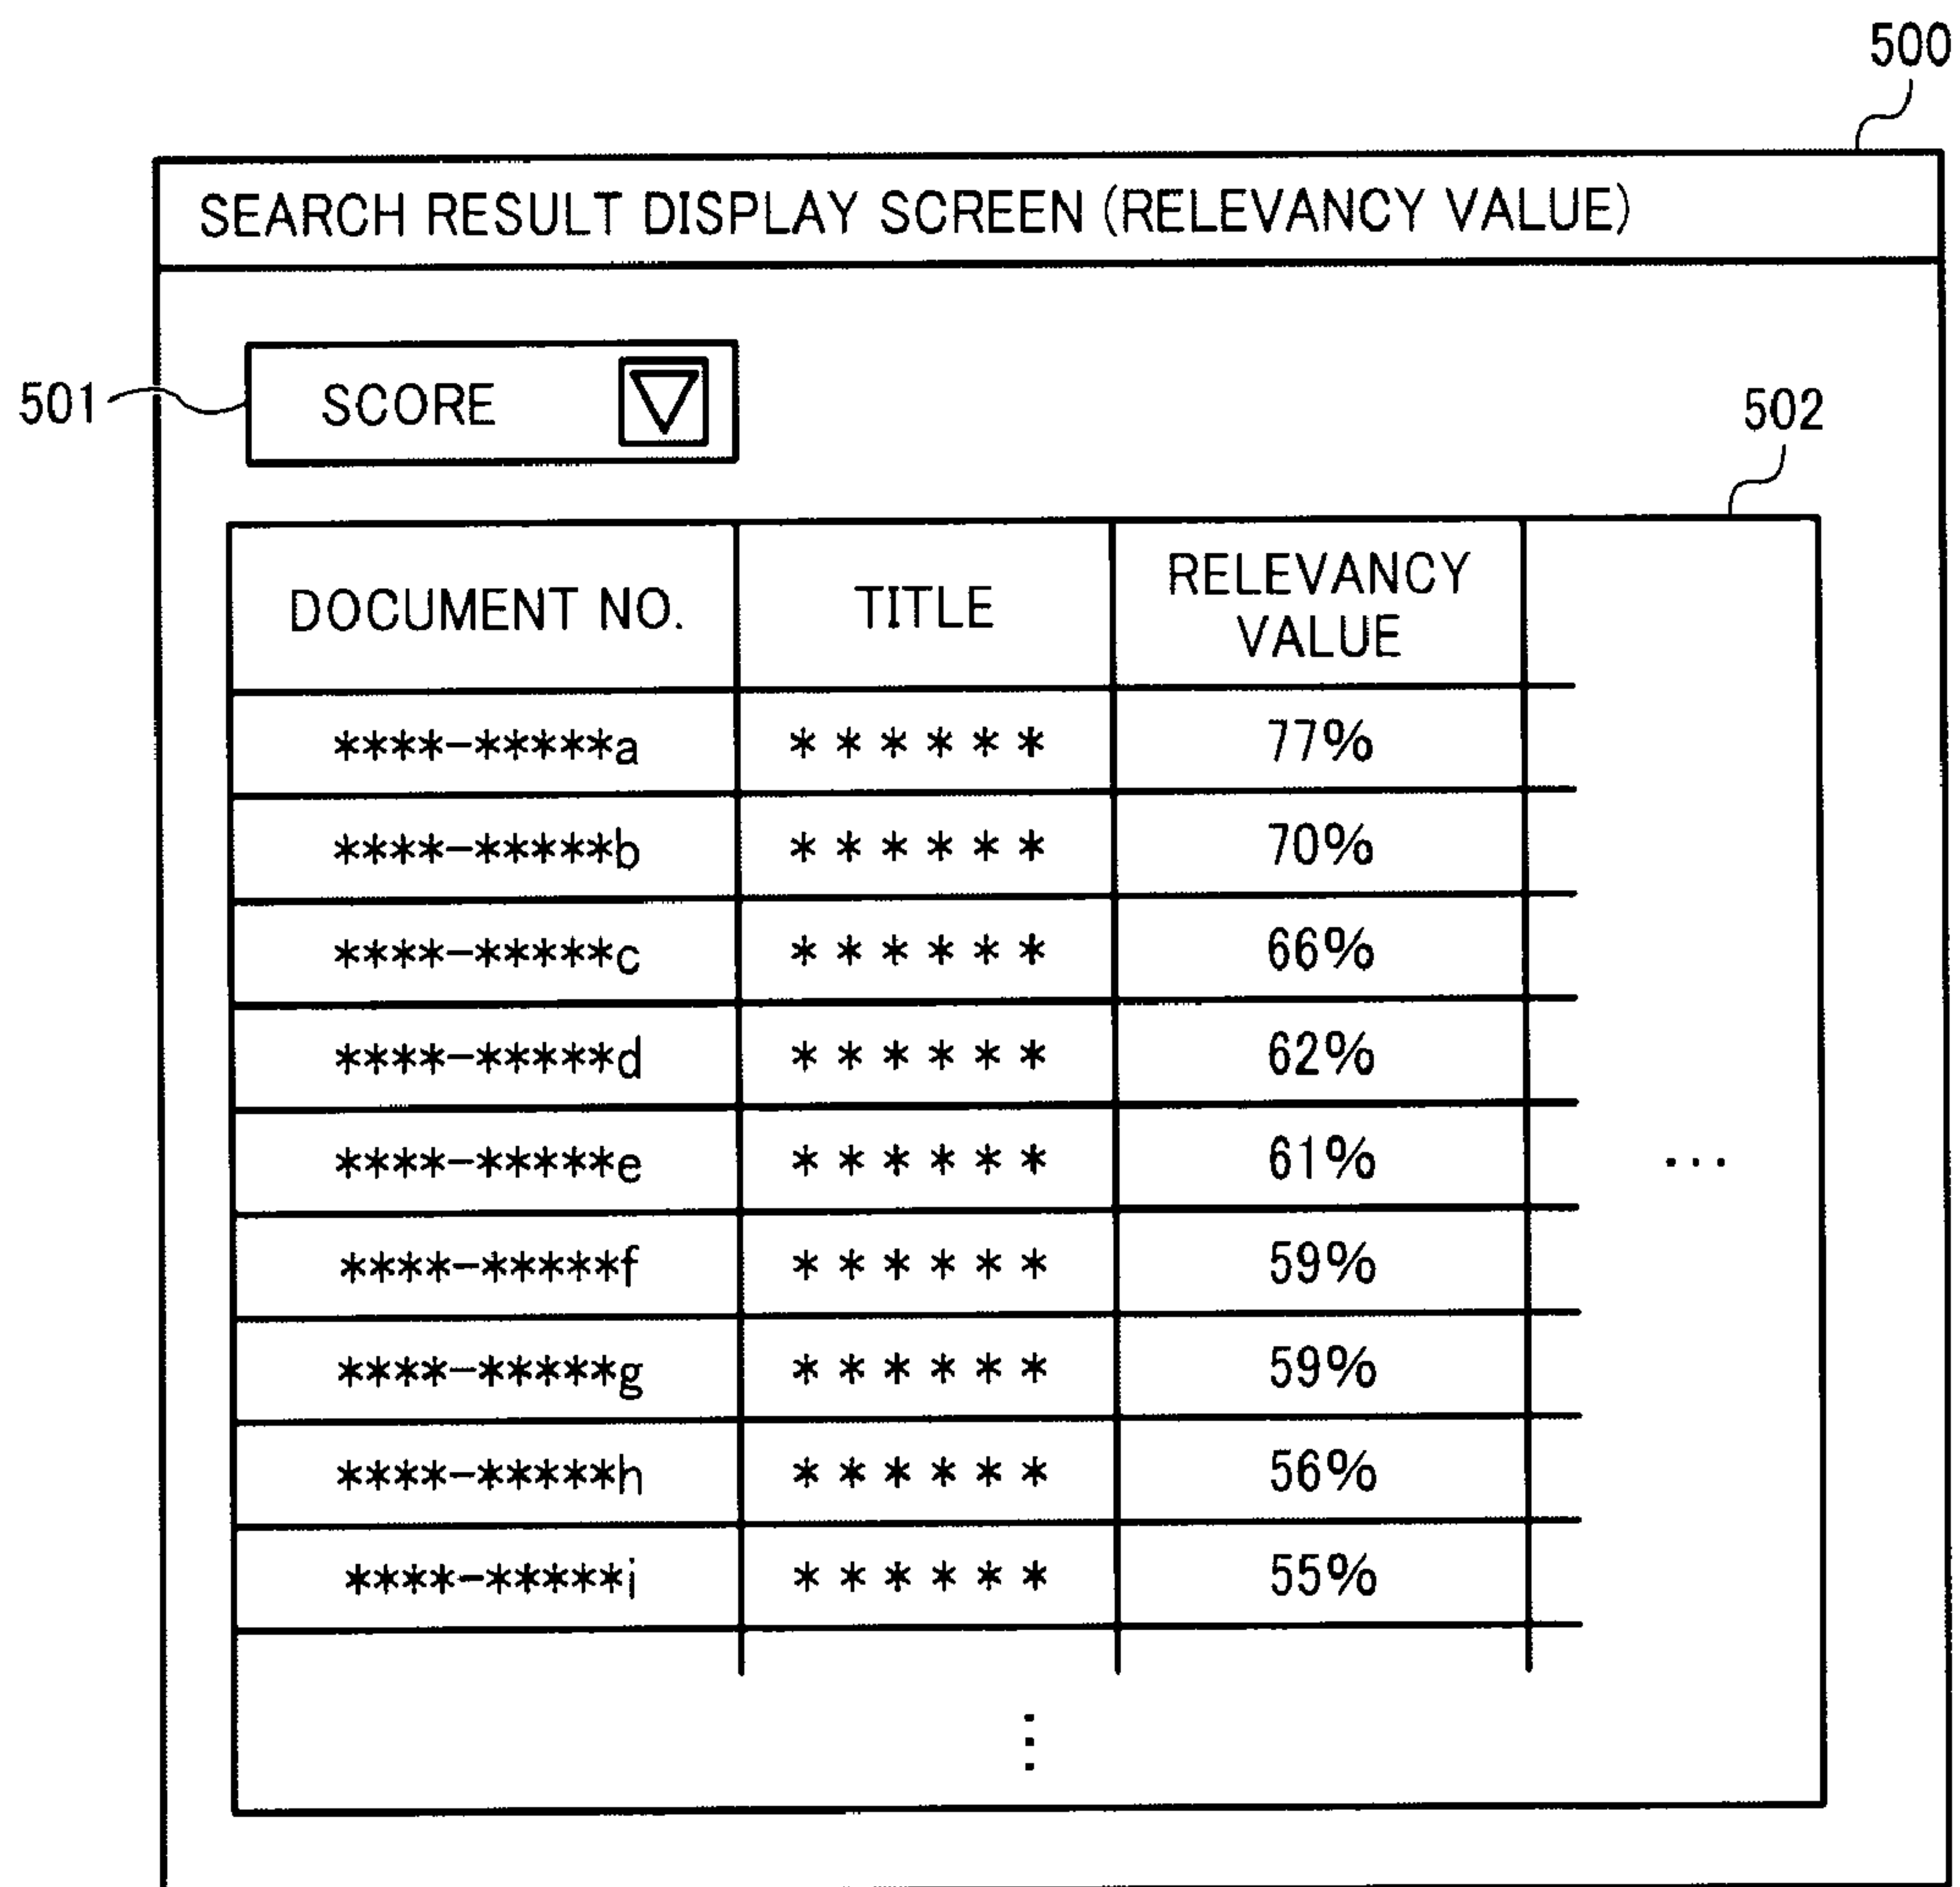 500
SEARCH RESULT DISPLAY SCREEN (RELEVANCY VALUE)
501
SCORE
502
DOCUMENT NO. TITLE RELEVANCY VALUE
****-*****a ****** 77%
****-*****b ****** 70%
****-*****c ****** 66%
****-*****d ****** 62%
****-*****e ****** 61% ...
****-*****f ****** 59%
****-*****g ****** 59%
****-*****h ****** 56%
****-*****i ****** 55%